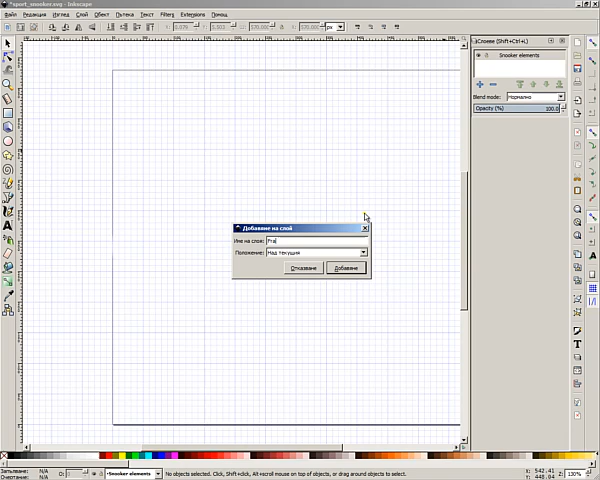 *sport_snooker.svg - Inkscape
Файл Редакция Изглед Слой Обект Пътека Текст Filters Extensions Помощ
X: Y: px
Слоеве (Shift+Ctrl+L)
Snooker elements
Blend mode: Нормално
Opacity (%) 100.0
Добавяне на слой
Име на слоя: Fra
Положение: Над текущия
Отказване Добавяне
Запълване: N/A
Очертание: N/A
O:
•Snooker elements
No objects selected. Click, Shift+click, Alt+scroll mouse on top of objects, or drag around objects to select.
X: 542.41
Y: 448.04
Z: 130%